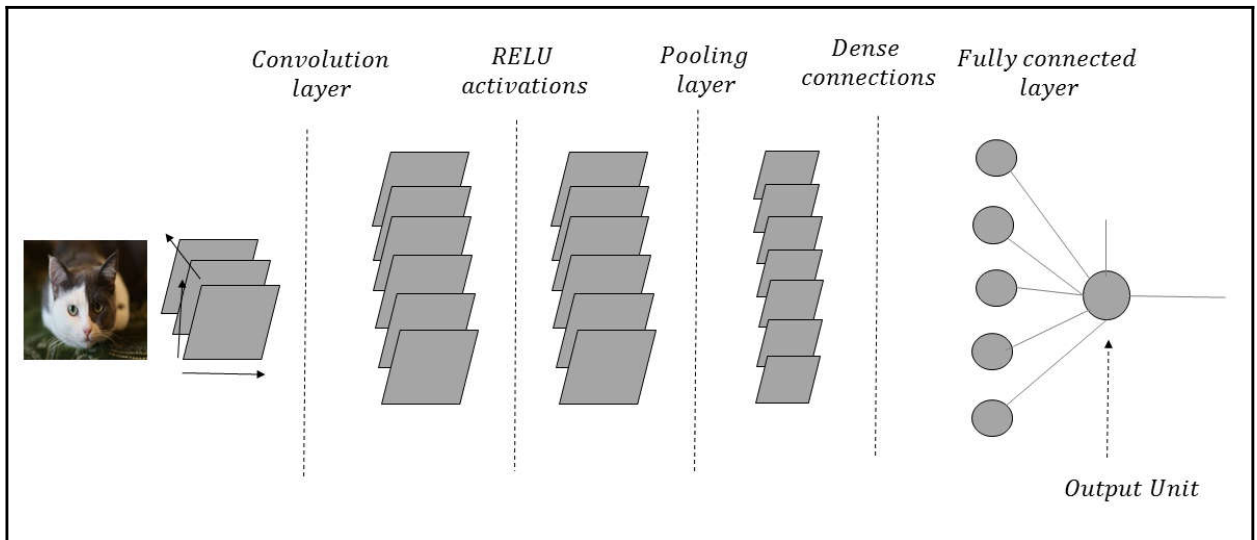 Convolution
layer
RELU
activations
Pooling
layer
Dense
connections
Fully connected
layer
Output Unit